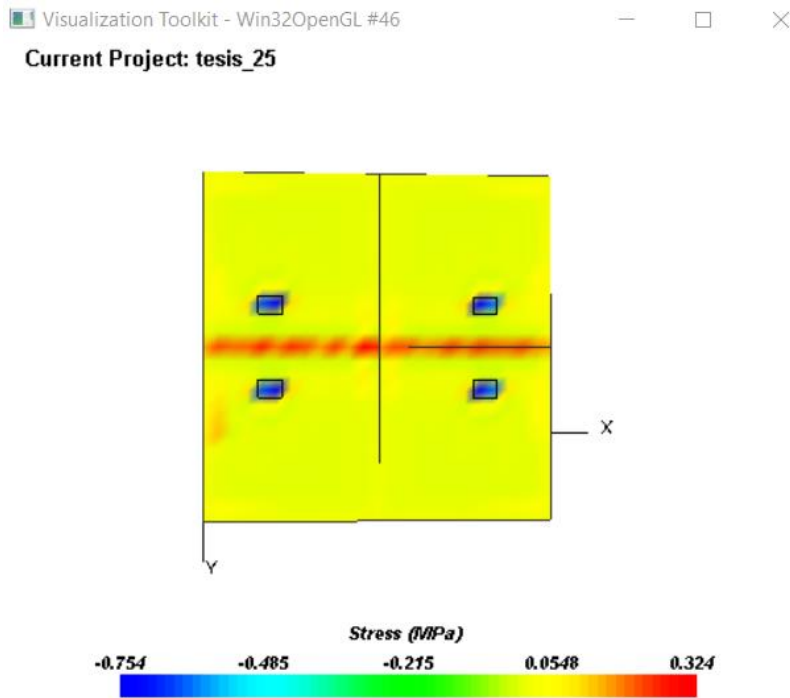 Visualization Toolkit - Win32OpenGL #46
Current Project: tesis_25
X
Y
Stress (MPa)
-0.754 -0.485 -0.215 0.0548 0.324